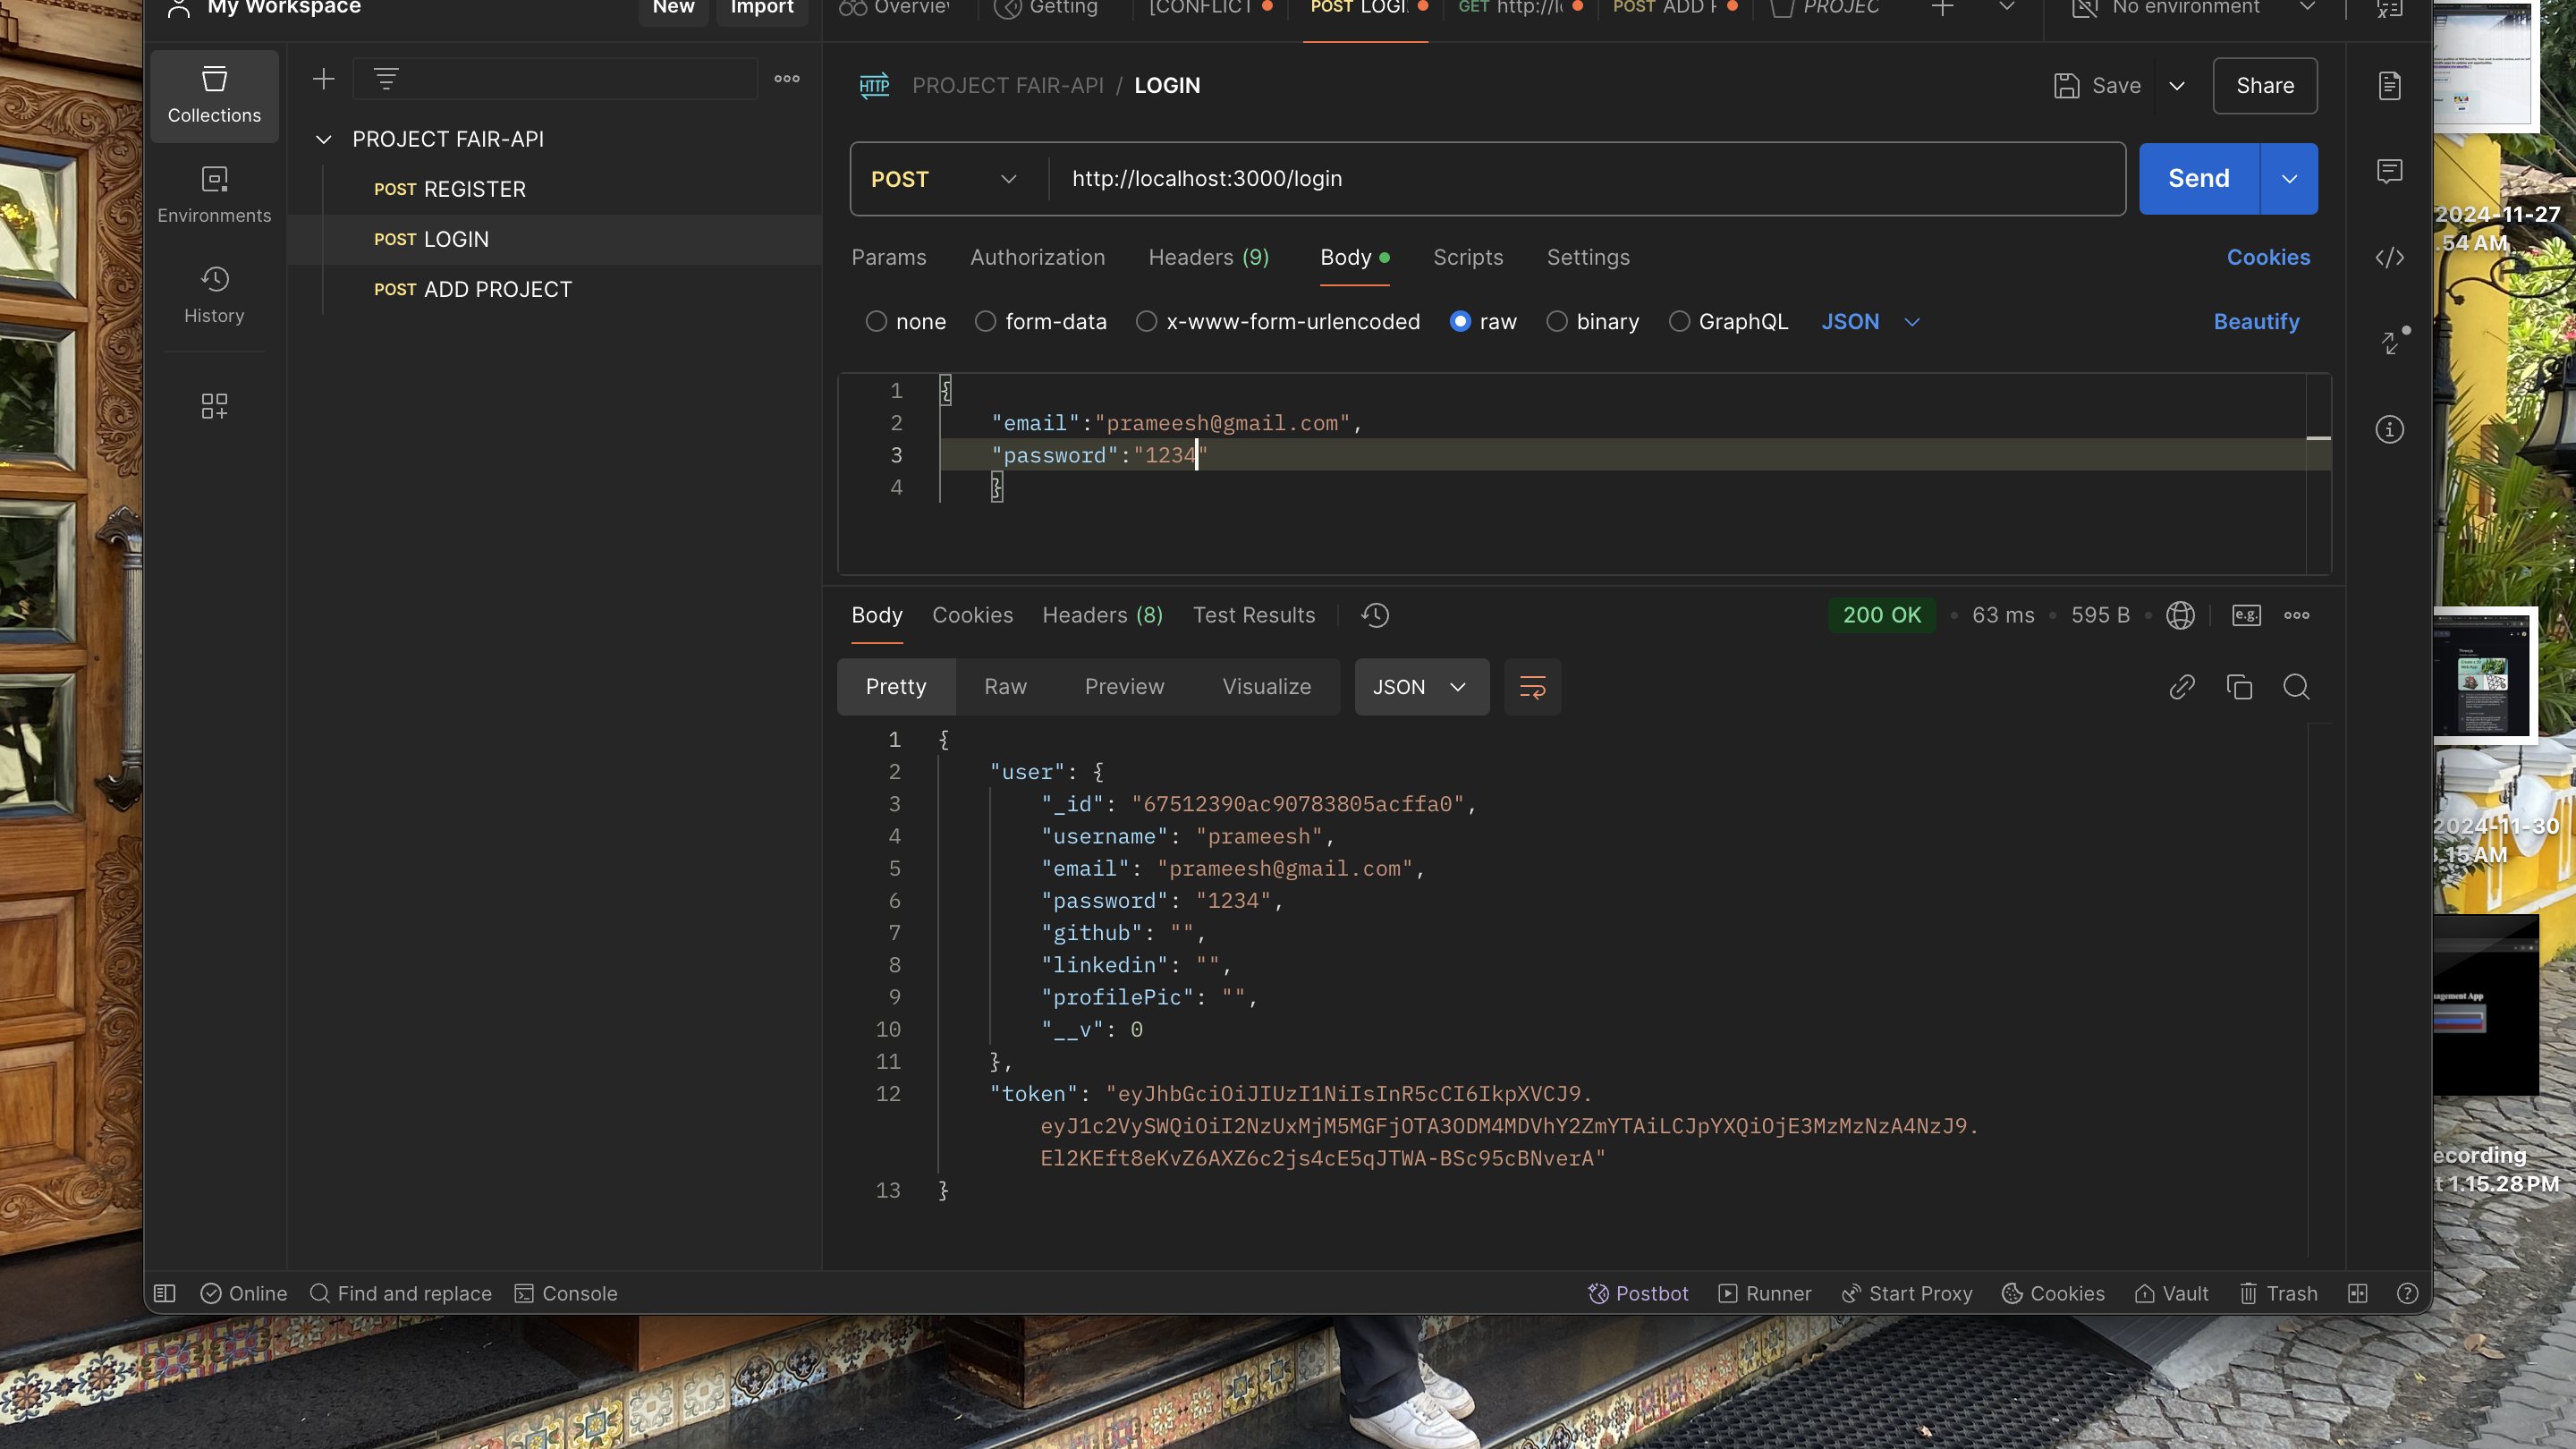 My Workspace
New
Import
Overvie
Getting
[CONFLICT
POST LOGI
GET http://l
POST ADD
PROJEC
No environment
Collections
Environments
History
PROJECT FAIR-API
POST REGISTER
POST LOGIN
POST ADD PROJECT
HTTP
PROJECT FAIR-API / LOGIN
Save
Share
POST
http://localhost:3000/login
Send
Params
Authorization
Headers (9)
Body
Scripts
Settings
Cookies
none
form-data
x-www-form-urlencoded
raw
binary
GraphQL
JSON
Beautify
1 {
2 "email":"prameesh@gmail.com",
3 "password":"1234"
4 }
Body
Cookies
Headers (8)
Test Results
200 OK
63 ms
595 B
e.g.
Pretty
Raw
Preview
Visualize
JSON
1 {
2 "user": {
3 "_id": "67512390ac90783805acffa0",
4 "username": "prameesh",
5 "email": "prameesh@gmail.com",
6 "password": "1234",
7 "github": "",
8 "linkedin": "",
9 "profilePic": "",
10 "__v": 0
11 },
12 "token": "eyJhbGciOiJIUzI1NiIsInR5cCI6IkpXVCJ9.
eyJ1c2VySWQiOiI2NzUxMjM5MGFjOTA3ODM4MDVhY2ZmYTAiLCJpYXQiOjE3MzMzNzA4NzJ9.
El2KEft8eKvZ6AXZ6c2js4cE5qJTWA-BSc95cBNverA"
13 }
Online
Find and replace
Console
Postbot
Runner
Start Proxy
Cookies
Vault
Trash
2024-11-27
.54 AM
2024-11-30
.15 AM
nagement App
ecording
t 1.15.28 PM